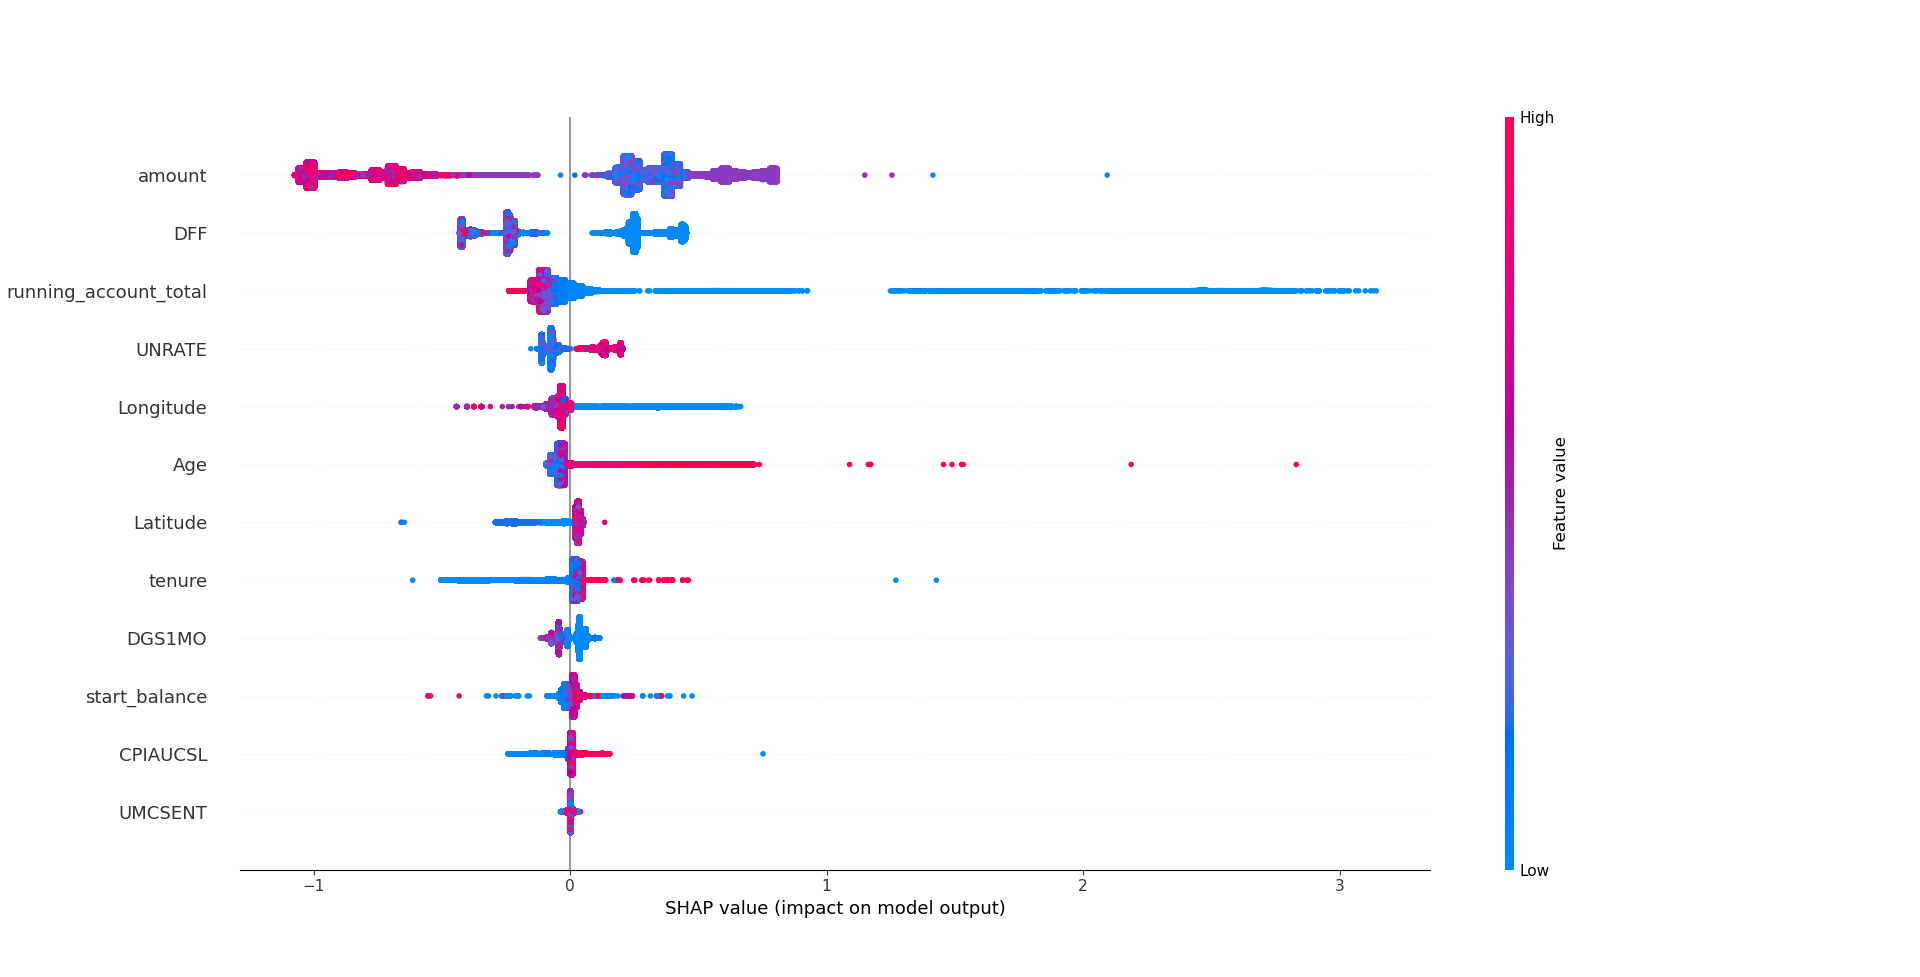 High
amount
DFF
running_account_total
UNRATE
Longitude
Age
Latitude
tenure
DGS1MO
start_balance
CPIAUCSL
UMCSENT
Feature value
Low
−1 0 1 2 3
SHAP value (impact on model output)